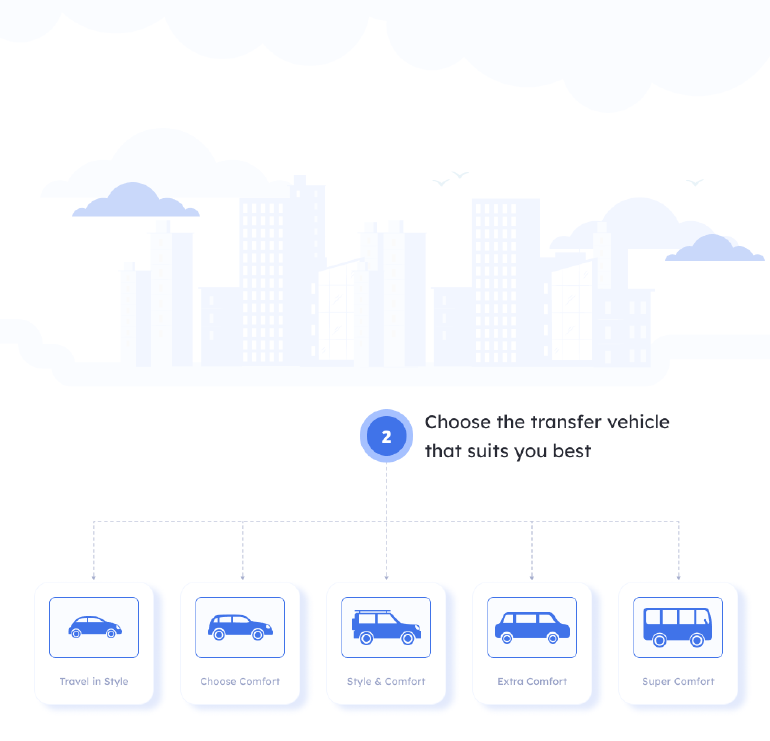 2
Choose the transfer vehicle
that suits you best
Travel in Style
Choose Comfort
Style & Comfort
Extra Comfort
Super Comfort